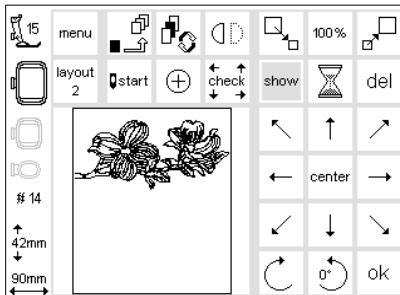 15 menu 100%
layout
2 start check show del
center
# 14
42mm
90mm 0° ok